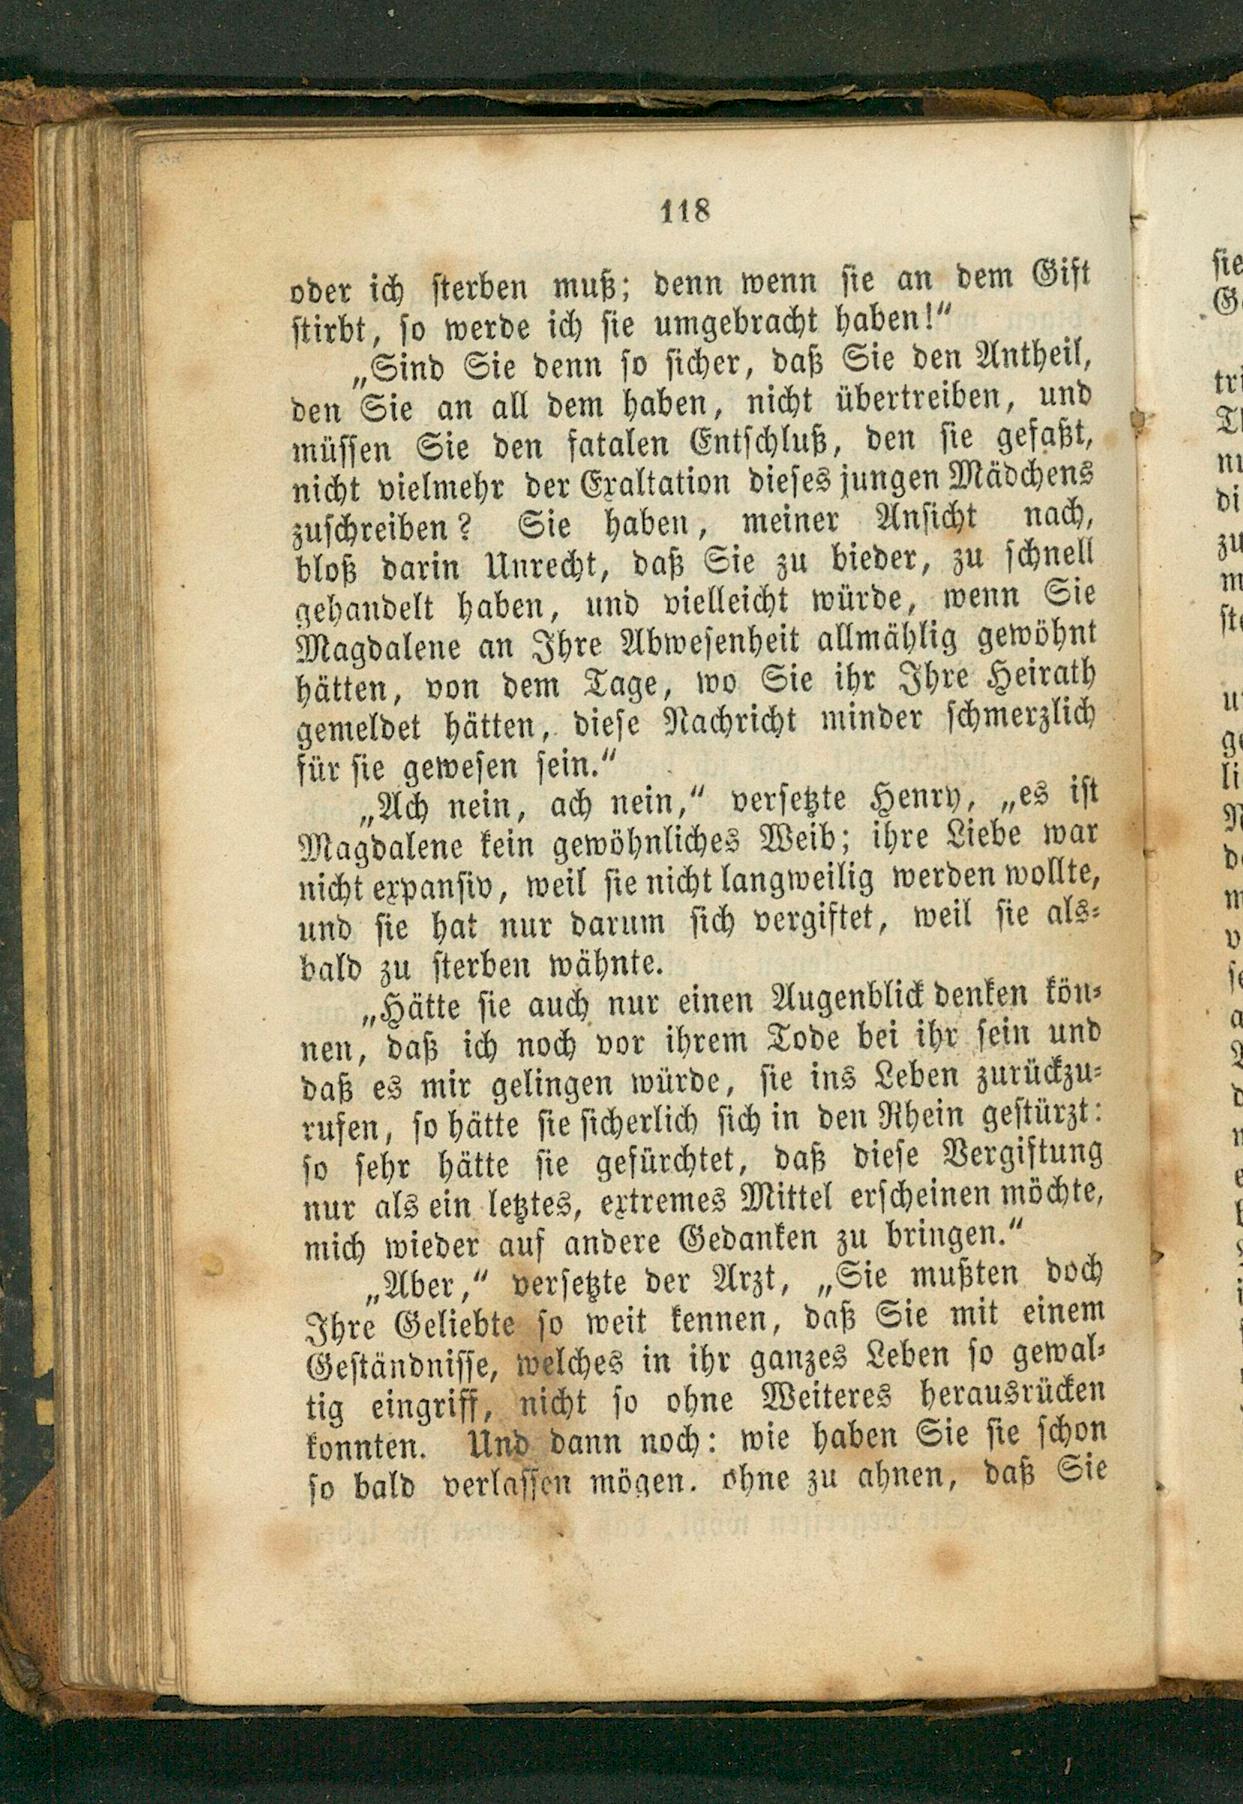 118
oder ich sterben muß; denn wenn sie an dem Gift
stirbt, so werde ich sie umgebracht haben!“
„Sind Sie denn so sicher, daß Sie den Antheil,
den Sie an all dem haben, nicht übertreiben, und
müssen Sie den fatalen Entschluß, den sie gefaßt,
nicht vielmehr der Exaltation dieses jungen Mädchens
zuschreiben? Sie haben, meiner Ansicht nach,
bloß darin Unrecht, daß Sie zu bieder, zu schnell
gehandelt haben, und vielleicht würde, wenn Sie
Magdalene an Ihre Abwesenheit allmählig gewöhnt
hätten, von dem Tage, wo Sie ihr Ihre Heirath
gemeldet hätten, diese Nachricht minder schmerzlich
für sie gewesen sein.“
„Ach nein, ach nein,“ versetzte Henry, „es ist
Magdalene kein gewöhnliches Weib; ihre Liebe war
nicht expansiv, weil sie nicht langweilig werden wollte,
und sie hat nur darum sich vergiftet, weil sie als-
bald zu sterben wähnte.
„Hätte sie auch nur einen Augenblick denken kön-
nen, daß ich noch vor ihrem Tode bei ihr sein und
daß es mir gelingen würde, sie ins Leben zurückzu-
rufen, so hätte sie sicherlich sich in den Rhein gestürzt:
so sehr hätte sie gefürchtet, daß diese Vergiftung
nur als ein letztes, extremes Mittel erscheinen möchte,
mich wieder auf andere Gedanken zu bringen.“
„Aber,“ versetzte der Arzt, „Sie mußten doch
Ihre Geliebte so weit kennen, daß Sie mit einem
Geständnisse, welches in ihr ganzes Leben so gewal-
tig eingriff, nicht so ohne Weiteres herausrücken
konnten. Und dann noch: wie haben Sie sie schon
so bald verlassen mögen. ohne zu ahnen, daß Sie